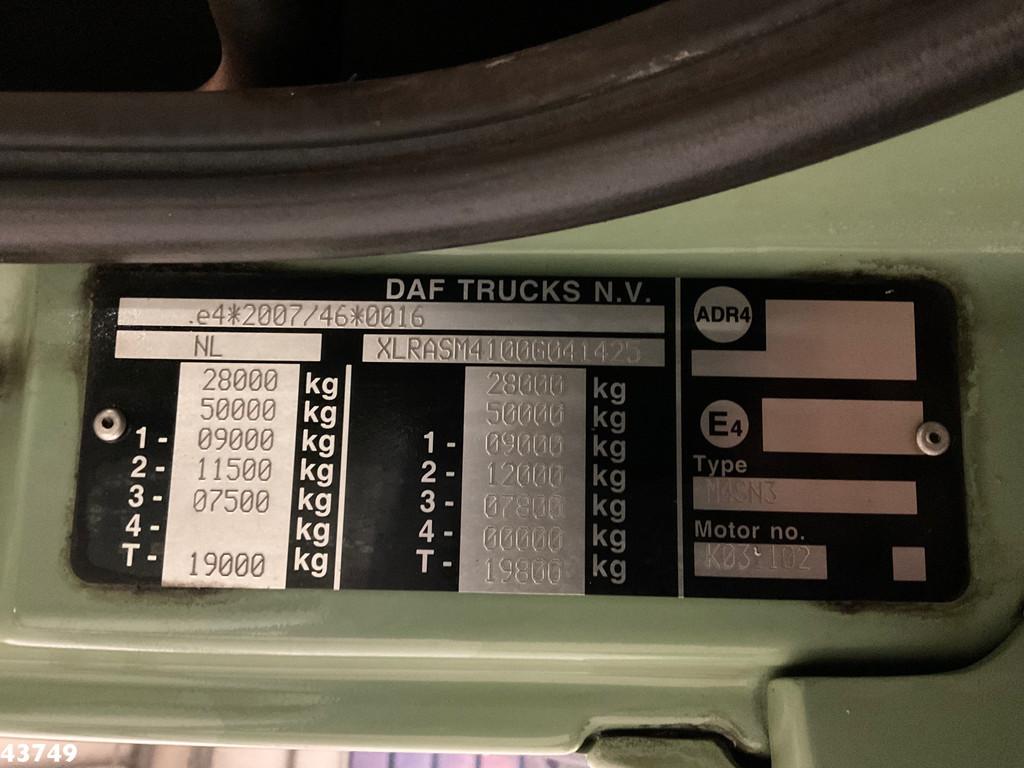 DAF TRUCKS N.V.
e4*2007/46*0016
NL XLRASM4100G041425
28000 kg 28000 kg
50000 kg 50000 kg
1- 09000 kg 1- 09000 kg
2- 11500 kg 2- 12000 kg
3- 07500 kg 3- 07800 kg
4- kg 4- 00000 kg
T- 19000 kg T- 19800 kg
ADR4
E4
Type
Motor no.
43749